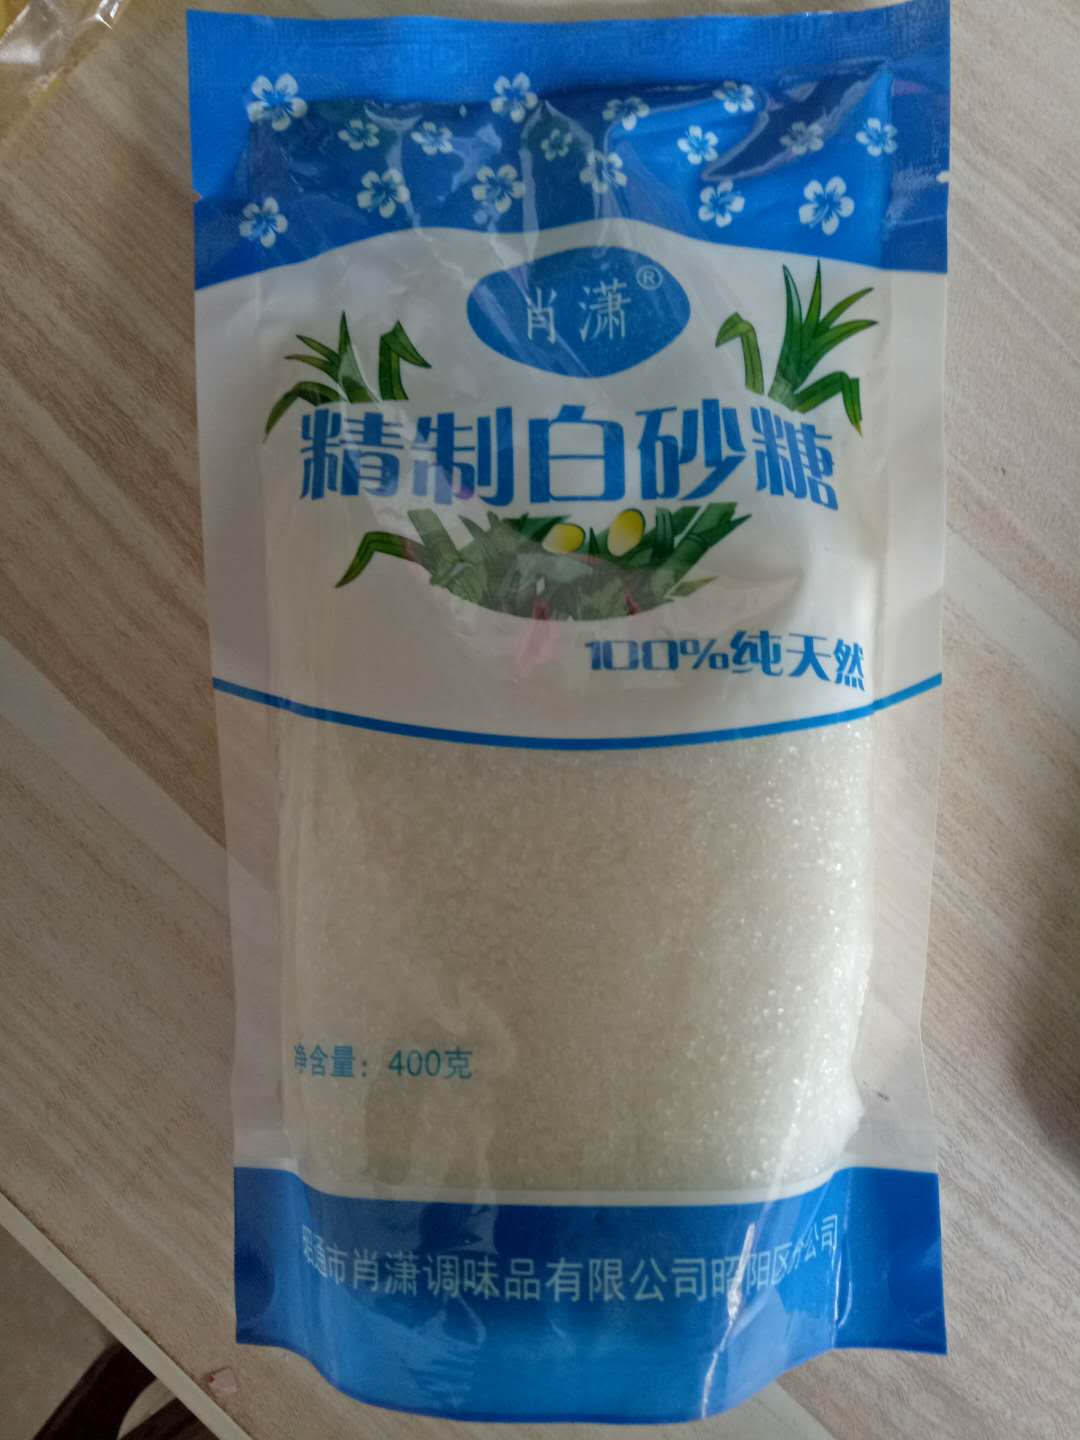 肖潇®
精制白砂糖
100%纯天然
净含量：400克
昭通市肖潇调味品有限公司昭阳区分公司